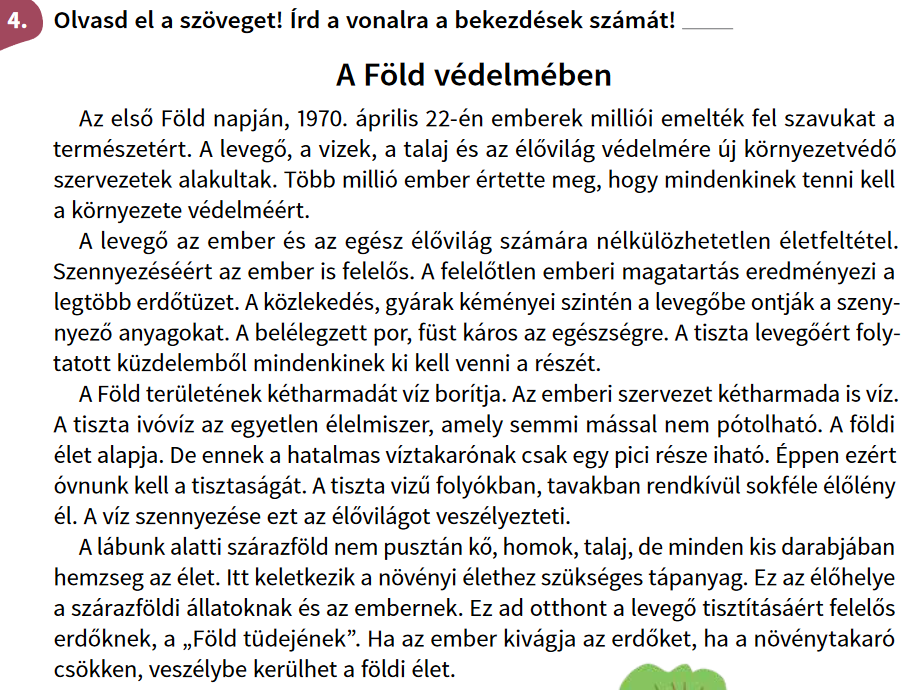 4. Olvasd el a szöveget! Írd a vonalra a bekezdések számát! _____
A Föld védelmében
Az első Föld napján, 1970. április 22-én emberek milliói emelték fel szavukat a
természetért. A levegő, a vizek, a talaj és az élővilág védelmére új környezetvédő
szervezetek alakultak. Több millió ember értette meg, hogy mindenkinek tenni kell
a környezete védelméért.
A levegő az ember és az egész élővilág számára nélkülözhetetlen életfeltétel.
Szennyezéséért az ember is felelős. A felelőtlen emberi magatartás eredményezi a
legtöbb erdőtüzet. A közlekedés, gyárak kéményei szintén a levegőbe ontják a szeny-
nyező anyagokat. A belélegzett por, füst káros az egészségre. A tiszta levegőért foly-
tatott küzdelemből mindenkinek ki kell venni a részét.
A Föld területének kétharmadát víz borítja. Az emberi szervezet kétharmada is víz.
A tiszta ivóvíz az egyetlen élelmiszer, amely semmi mással nem pótolható. A földi
élet alapja. De ennek a hatalmas víztakarónak csak egy pici része iható. Éppen ezért
óvnunk kell a tisztaságát. A tiszta vizű folyókban, tavakban rendkívül sokféle élőlény
él. A víz szennyezése ezt az élővilágot veszélyezteti.
A lábunk alatti szárazföld nem pusztán kő, homok, talaj, de minden kis darabjában
hemzseg az élet. Itt keletkezik a növényi élethez szükséges tápanyag. Ez az élőhelye
a szárazföldi állatoknak és az embernek. Ez ad otthont a levegő tisztításáért felelős
erdőknek, a „Föld tüdejének”. Ha az ember kivágja az erdőket, ha a növénytakaró
csökken, veszélybe kerülhet a földi élet.